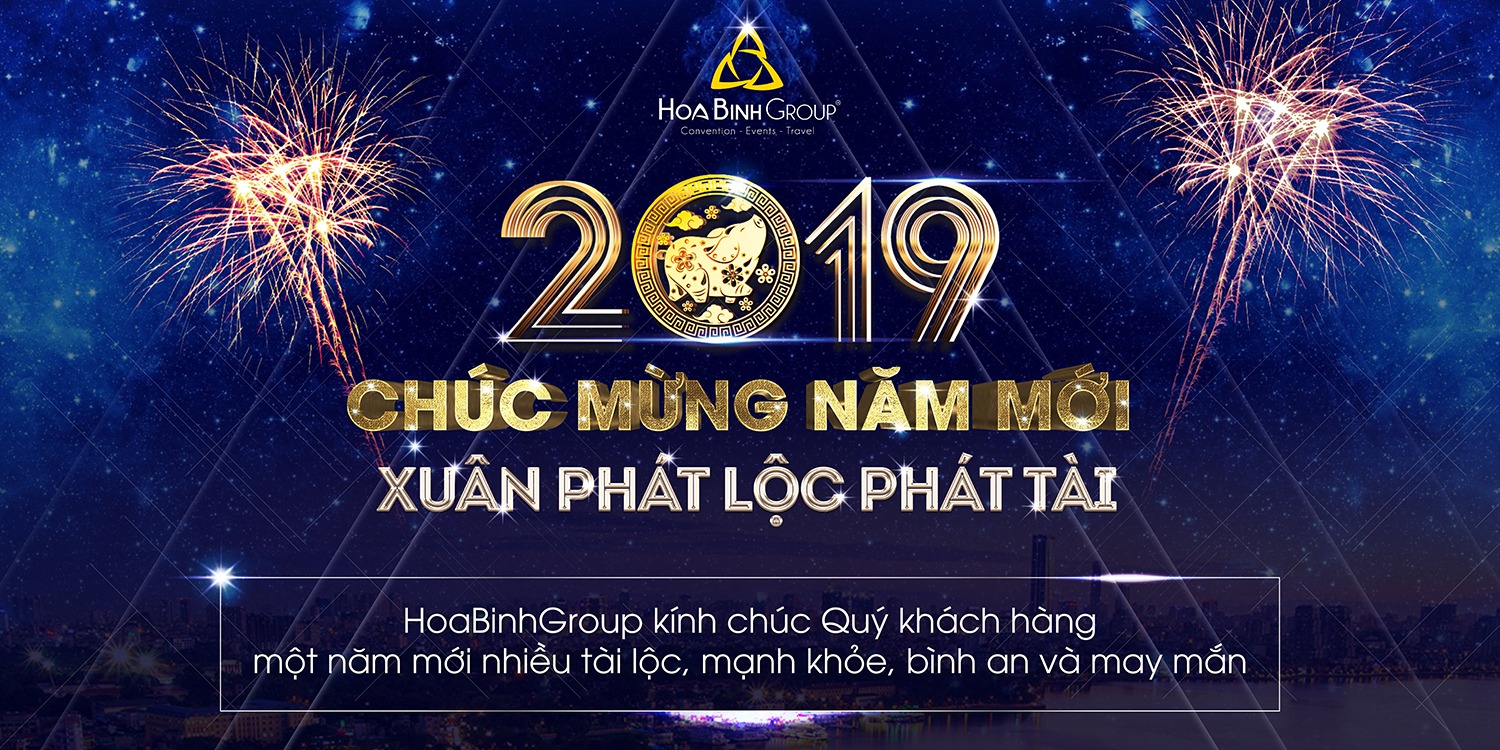 HOA BINH GROUP®
Convention - Events - Travel
2019
CHÚC MỪNG NĂM MỚI
XUÂN PHÁT LỘC PHÁT TÀI
HoaBinhGroup kính chúc Quý khách hàng
một năm mới nhiều tài lộc, mạnh khỏe, bình an và may mắn